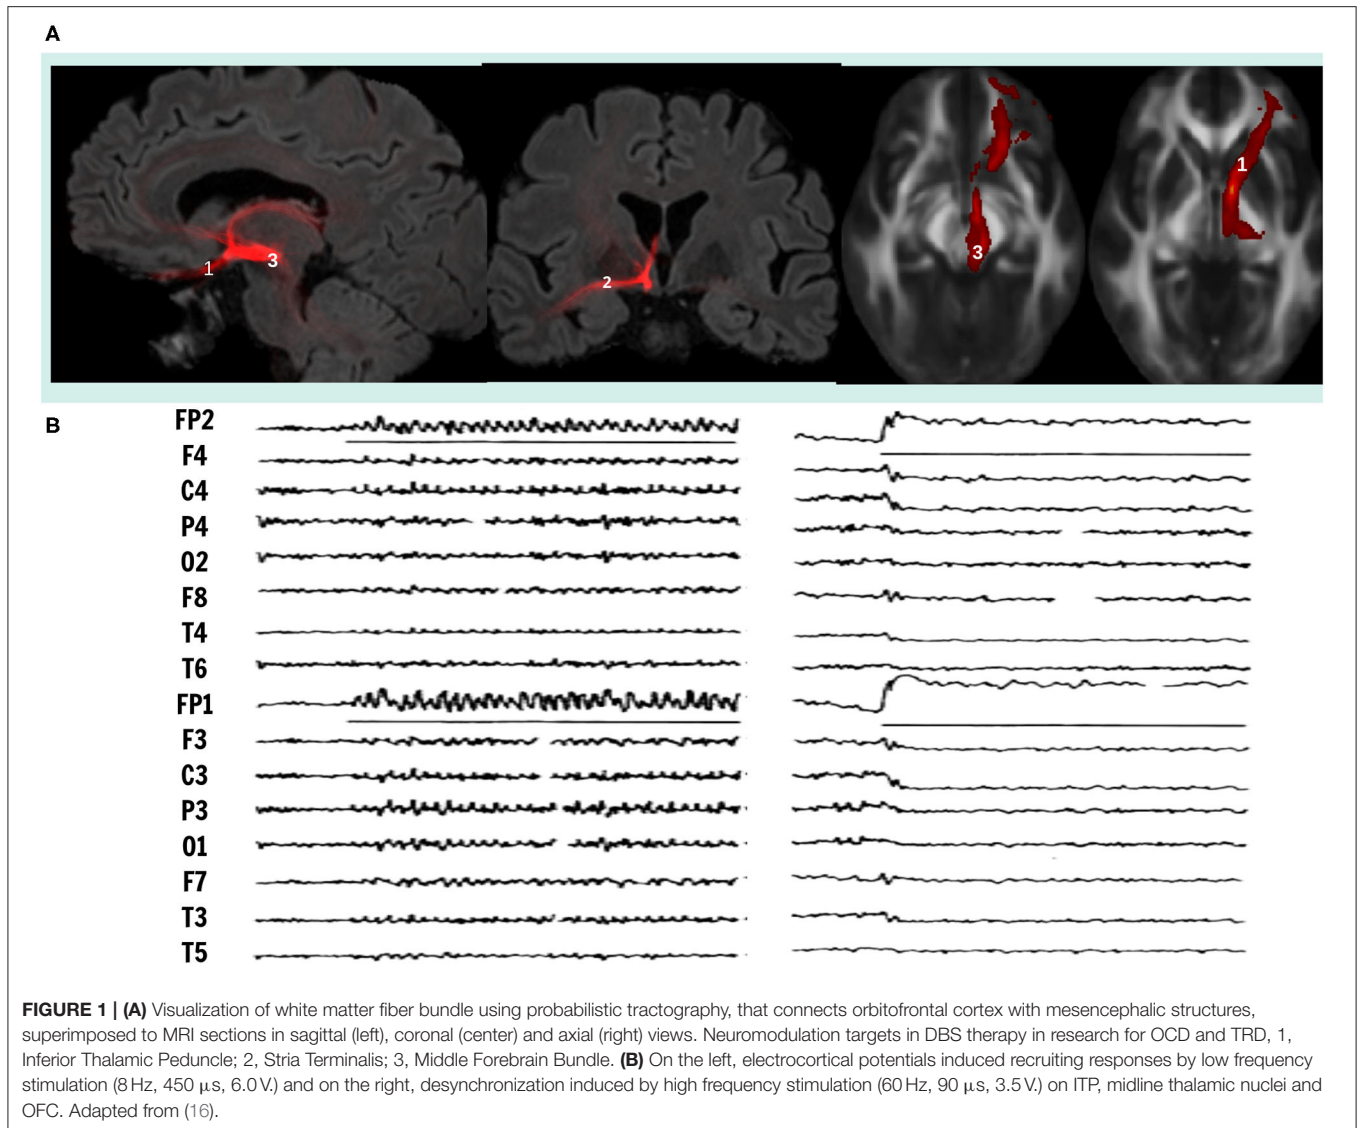 A
1
3
2
3
1
B
FP2
F4
C4
P4
O2
F8
T4
T6
FP1
F3
C3
P3
O1
F7
T3
T5
FIGURE 1 | (A) Visualization of white matter fiber bundle using probabilistic tractography, that connects orbitofrontal cortex with mesencephalic structures,
superimposed to MRI sections in sagittal (left), coronal (center) and axial (right) views. Neuromodulation targets in DBS therapy in research for OCD and TRD, 1,
Inferior Thalamic Peduncle; 2, Stria Terminalis; 3, Middle Forebrain Bundle. (B) On the left, electrocortical potentials induced recruiting responses by low frequency
stimulation (8 Hz, 450 μs, 6.0 V.) and on the right, desynchronization induced by high frequency stimulation (60 Hz, 90 μs, 3.5 V.) on ITP, midline thalamic nuclei and
OFC. Adapted from (16).